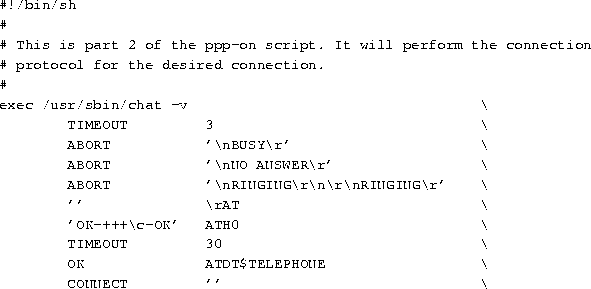 #!/bin/sh
#
# This is part 2 of the ppp-on script. It will perform the connection
# protocol for the desired connection.
#
exec /usr/sbin/chat -v \
TIMEOUT 3 \
ABORT '\nBUSY\r' \
ABORT '\nNO ANSWER\r' \
ABORT '\nRINGING\r\n\r\nRINGING\r' \
'' \rAT \
'OK-+++\c-OK' ATH0 \
TIMEOUT 30 \
OK ATDT$TELEPHONE \
CONNECT '' \